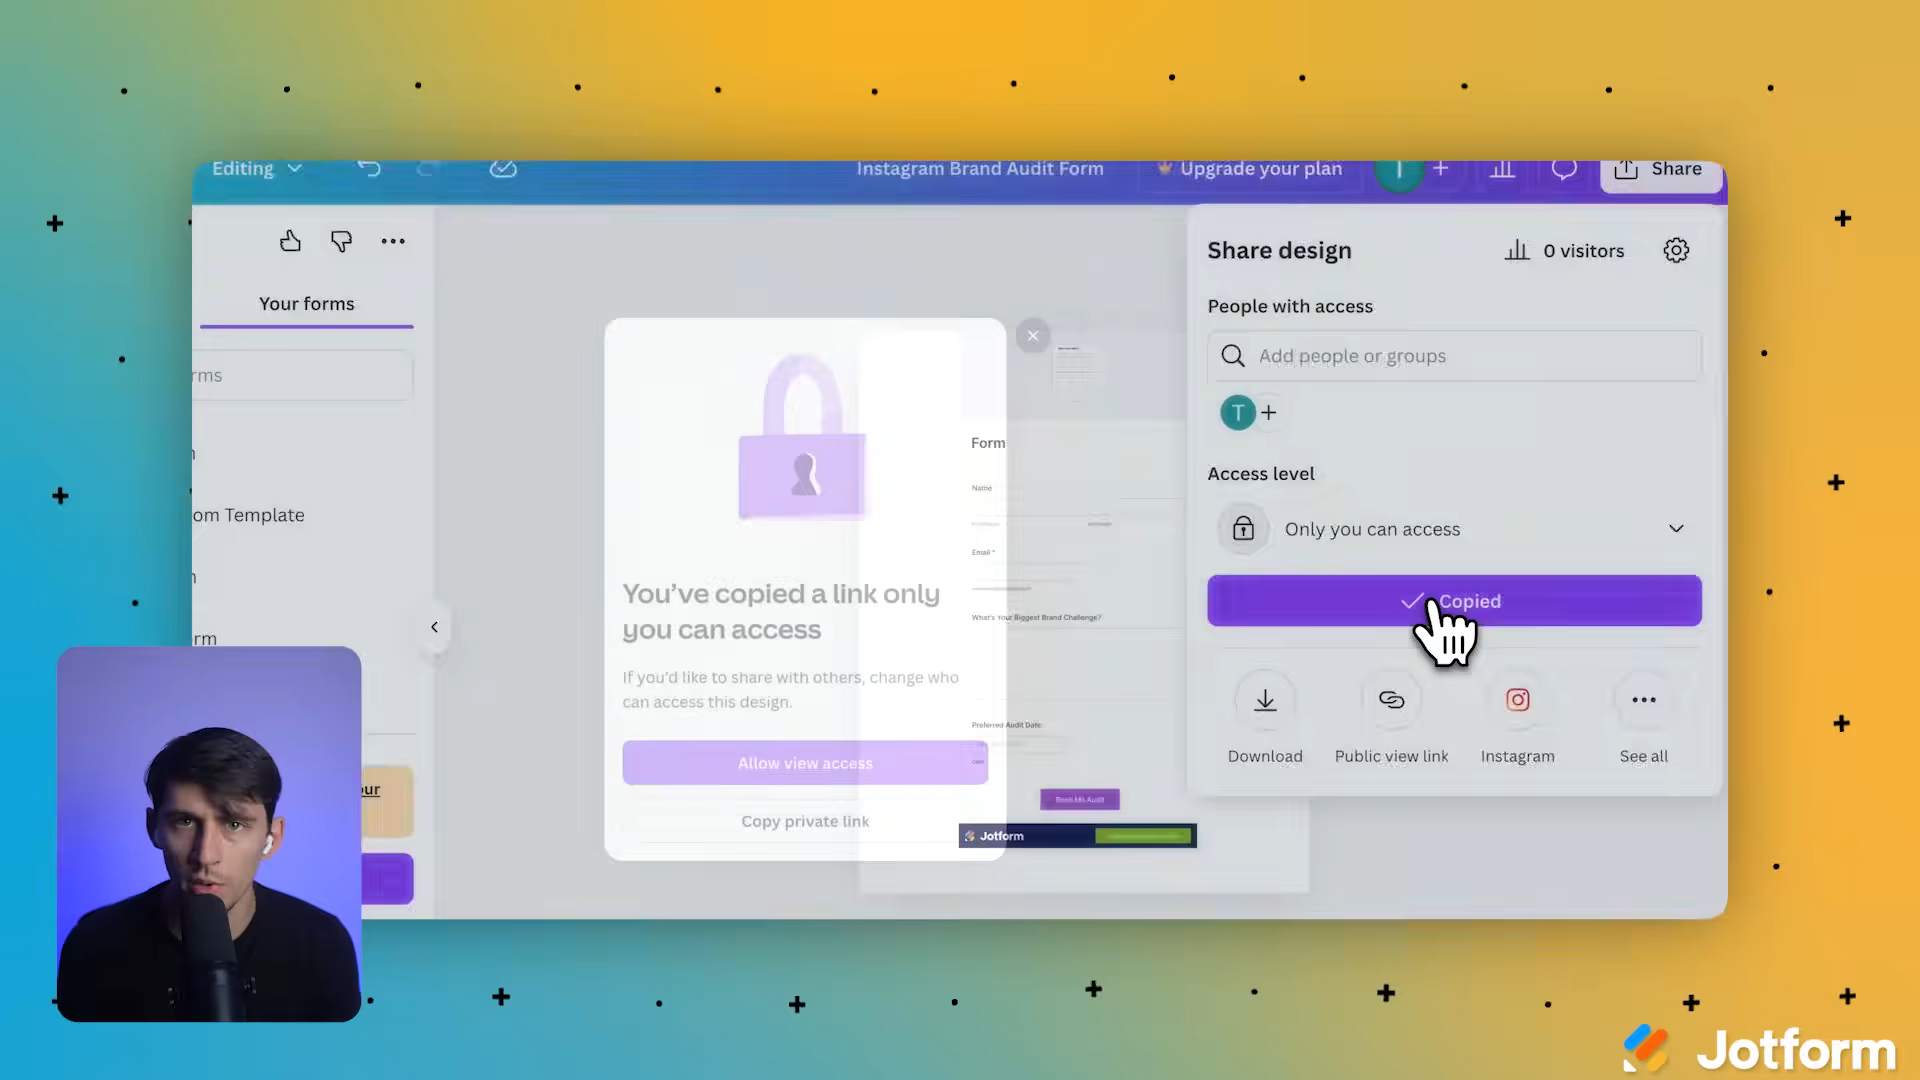 Editing
Instagram Brand Audit Form
Upgrade your plan
T
Share
Your forms
rms
om Template
rm
ur
You've copied a link only
you can access
If you'd like to share with others, change who
can access this design.
Allow view access
Copy private link
Form
Name
Email *
What's Your Biggest Brand Challenge?
Preferred Audit Date:
Book My Audit
Jotform
Share design
0 visitors
People with access
Add people or groups
T
Access level
Only you can access
Copied
Download
Public view link
Instagram
See all
Jotform